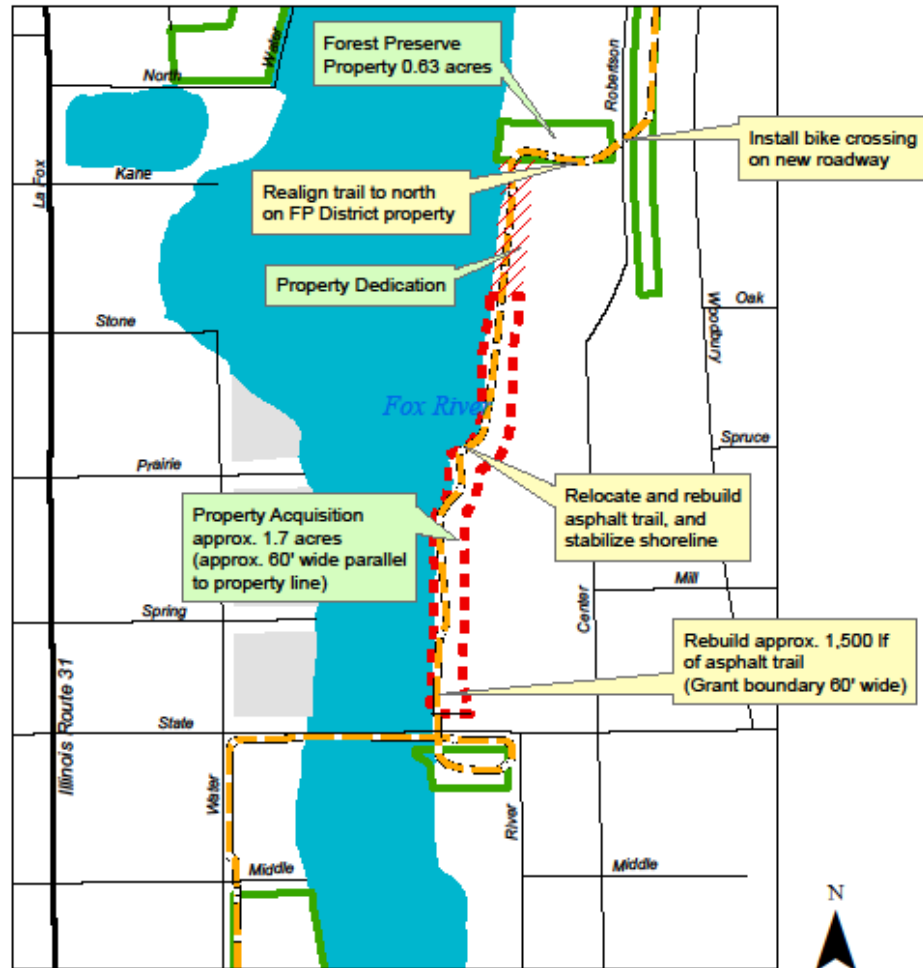 Water
North
Forest Preserve
Property 0.63 acres
Robertson
Install bike crossing
on new roadway
La Fox
Kane
Realign trail to north
on FP District property
Property Dedication
Stone
Oak
Woodbury
Fox River
Spruce
Prairie
Property Acquisition
approx. 1.7 acres
(approx. 60' wide parallel
to property line)
Relocate and rebuild
asphalt trail, and
stabilize shoreline
Mill
Center
Spring
Rebuild approx. 1,500 lf
of asphalt trail
(Grant boundary 60' wide)
Illinois Route 31
State
Water
River
Middle
Middle
N